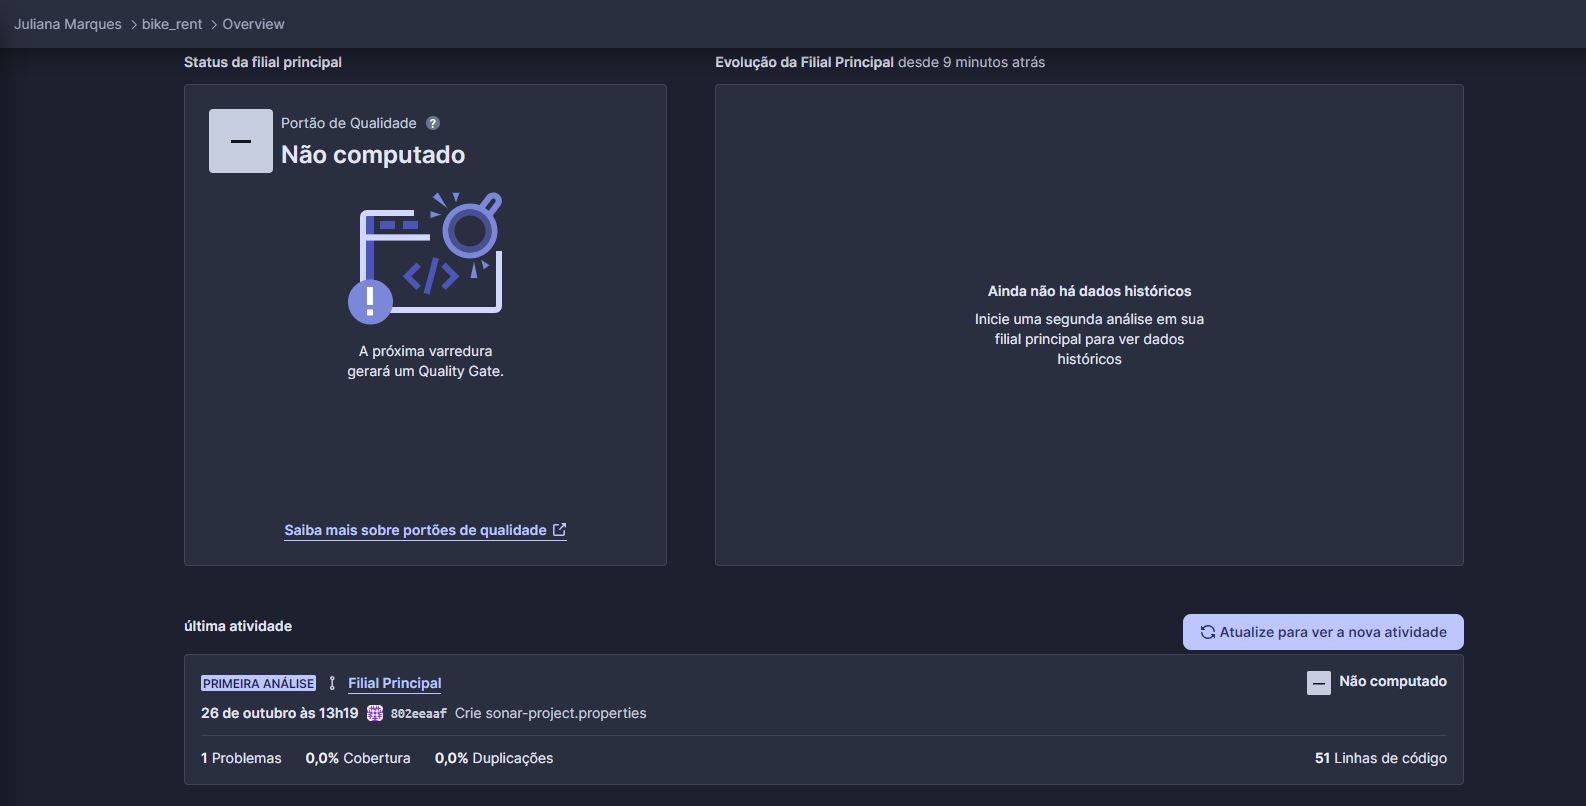 Juliana Marques > bike_rent > Overview
Status da filial principal
Portão de Qualidade ?
Não computado
A próxima varredura
gerará um Quality Gate.
Saiba mais sobre portões de qualidade
Evolução da Filial Principal desde 9 minutos atrás
Ainda não há dados históricos
Inicie uma segunda análise em sua
filial principal para ver dados
históricos
última atividade
Atualize para ver a nova atividade
PRIMEIRA ANÁLISE Filial Principal
Não computado
26 de outubro às 13h19 802eeaaf Crie sonar-project.properties
1 Problemas 0,0% Cobertura 0,0% Duplicações
51 Linhas de código